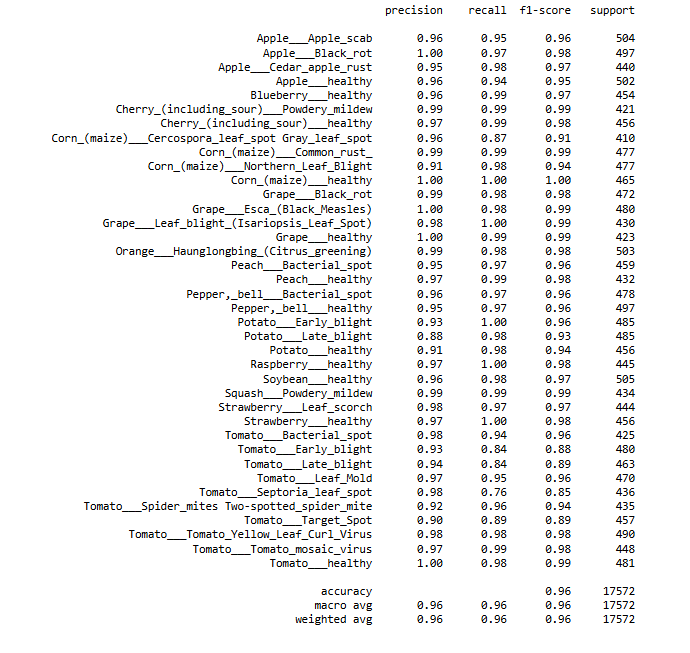 precision recall f1-score support
Apple___Apple_scab 0.96 0.95 0.96 504
Apple___Black_rot 1.00 0.97 0.98 497
Apple___Cedar_apple_rust 0.95 0.98 0.97 440
Apple___healthy 0.96 0.94 0.95 502
Blueberry___healthy 0.96 0.99 0.97 454
Cherry_(including_sour)___Powdery_mildew 0.99 0.99 0.99 421
Cherry_(including_sour)___healthy 0.97 0.99 0.98 456
Corn_(maize)___Cercospora_leaf_spot Gray_leaf_spot 0.96 0.87 0.91 410
Corn_(maize)___Common_rust_ 0.99 0.99 0.99 477
Corn_(maize)___Northern_Leaf_Blight 0.91 0.98 0.94 477
Corn_(maize)___healthy 1.00 1.00 1.00 465
Grape___Black_rot 0.99 0.98 0.98 472
Grape___Esca_(Black_Measles) 1.00 0.98 0.99 480
Grape___Leaf_blight_(Isariopsis_Leaf_Spot) 0.98 1.00 0.99 430
Grape___healthy 1.00 0.99 0.99 423
Orange___Haunglongbing_(Citrus_greening) 0.99 0.98 0.98 503
Peach___Bacterial_spot 0.95 0.97 0.96 459
Peach___healthy 0.97 0.99 0.98 432
Pepper,_bell___Bacterial_spot 0.96 0.97 0.96 478
Pepper,_bell___healthy 0.95 0.97 0.96 497
Potato___Early_blight 0.93 1.00 0.96 485
Potato___Late_blight 0.88 0.98 0.93 485
Potato___healthy 0.91 0.98 0.94 456
Raspberry___healthy 0.97 1.00 0.98 445
Soybean___healthy 0.96 0.98 0.97 505
Squash___Powdery_mildew 0.99 0.99 0.99 434
Strawberry___Leaf_scorch 0.98 0.97 0.97 444
Strawberry___healthy 0.97 1.00 0.98 456
Tomato___Bacterial_spot 0.98 0.94 0.96 425
Tomato___Early_blight 0.93 0.84 0.88 480
Tomato___Late_blight 0.94 0.84 0.89 463
Tomato___Leaf_Mold 0.97 0.95 0.96 470
Tomato___Septoria_leaf_spot 0.98 0.76 0.85 436
Tomato___Spider_mites Two-spotted_spider_mite 0.92 0.96 0.94 435
Tomato___Target_Spot 0.90 0.89 0.89 457
Tomato___Tomato_Yellow_Leaf_Curl_Virus 0.98 0.98 0.98 490
Tomato___Tomato_mosaic_virus 0.97 0.99 0.98 448
Tomato___healthy 1.00 0.98 0.99 481
accuracy 0.96 17572
macro avg 0.96 0.96 0.96 17572
weighted avg 0.96 0.96 0.96 17572